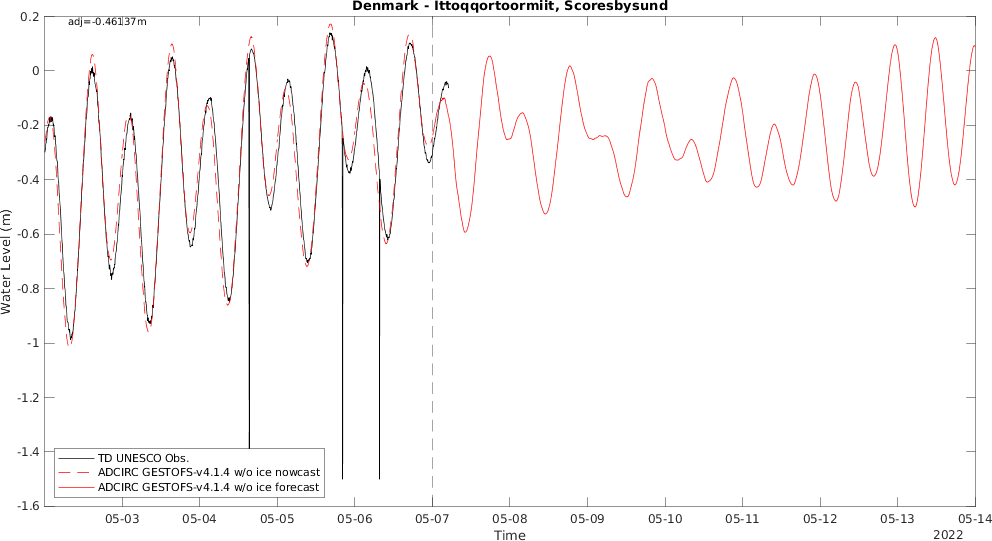 Denmark - Ittoqqortoormiit, Scoresbysund
adj=-0.46137m
0.2
0
-0.2
-0.4
-0.6
-0.8
-1
-1.2
-1.4
-1.6
Water Level (m)
TD UNESCO Obs.
ADCIRC GESTOFS-v4.1.4 w/o ice nowcast
ADCIRC GESTOFS-v4.1.4 w/o ice forecast
05-03 05-04 05-05 05-06 05-07 05-08 05-09 05-10 05-11 05-12 05-13 05-14
Time
2022